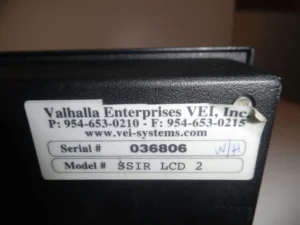 Valhalla Enterprises VEI, Inc
P: 954-653-0210 - F: 954-653-0215
www.vei-systems.com
Serial # 036806 W/H
Model # SSIR LCD 2